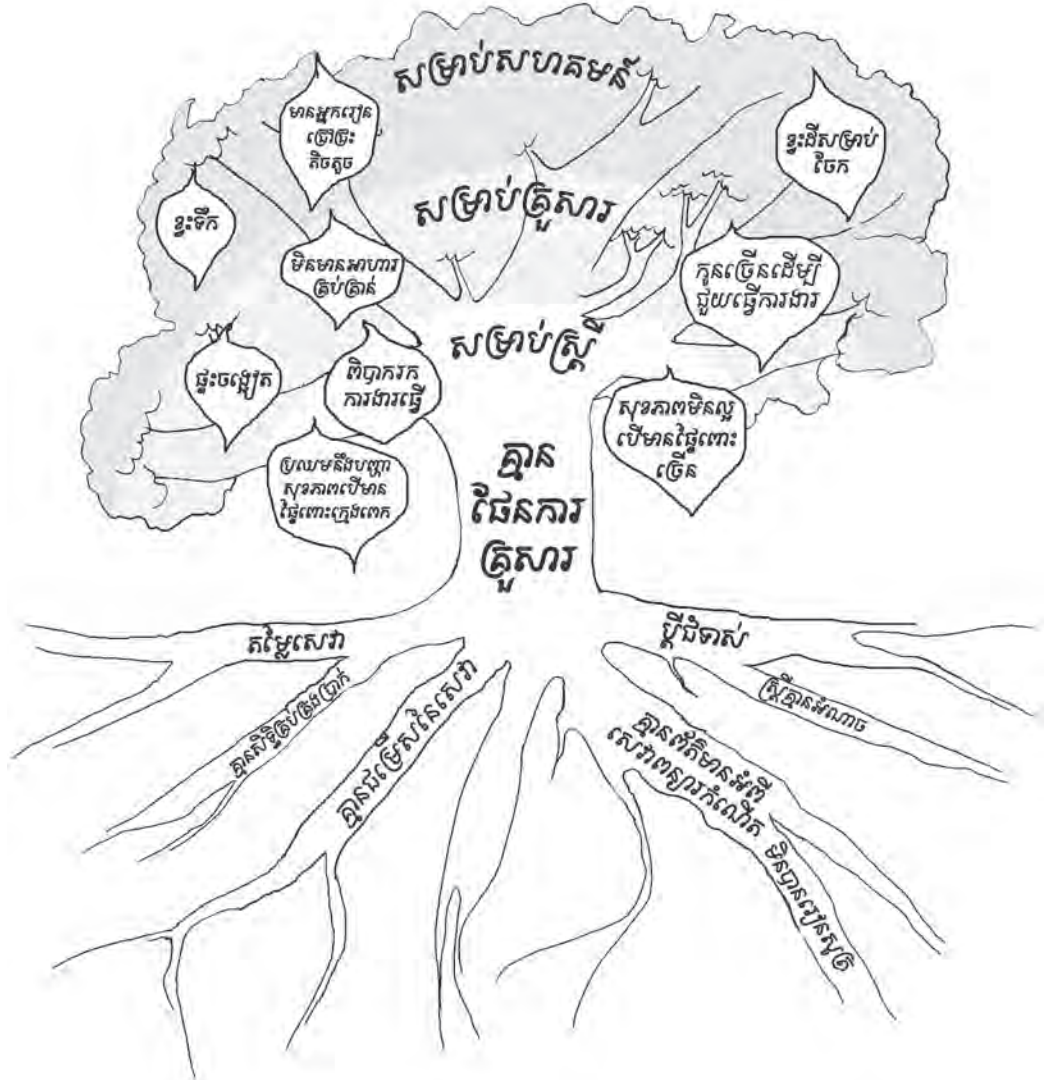 សម្រាប់សហគមន៍
មានអ្នករៀន
ជ្រៅជ្រះ
តិចតួច
ខ្វះដីសម្រាប់
ចែក
សម្រាប់គ្រួសារ
ខ្វះទឹក
មិនមានអាហារ
គ្រប់គ្រាន់
កូនច្រើនដើម្បី
ជួយធ្វើការងារ
សម្រាប់ស្ត្រី
ផ្ទះចង្អៀត
ពិបាករក
ការងារធ្វើ
សុខភាពមិនល្អ
បើមានផ្ទៃពោះ
ច្រើន
ប្រឈមនឹងបញ្ហា
សុខភាពបើមាន
ផ្ទៃពោះក្មេងពេក
គ្មាន
ផែនការ
គ្រួសារ
តម្លៃសេវា
ប្តីជំទាស់
គ្មានសិទ្ធិគ្រប់គ្រងប្រាក់
គ្មានជម្រើសនៃសេវា
ស្ត្រីគ្មានអំណាច
គ្មានព័ត៌មានអំពី
សេវាពន្យារកំណើត
មិនបានរៀនសូត្រ